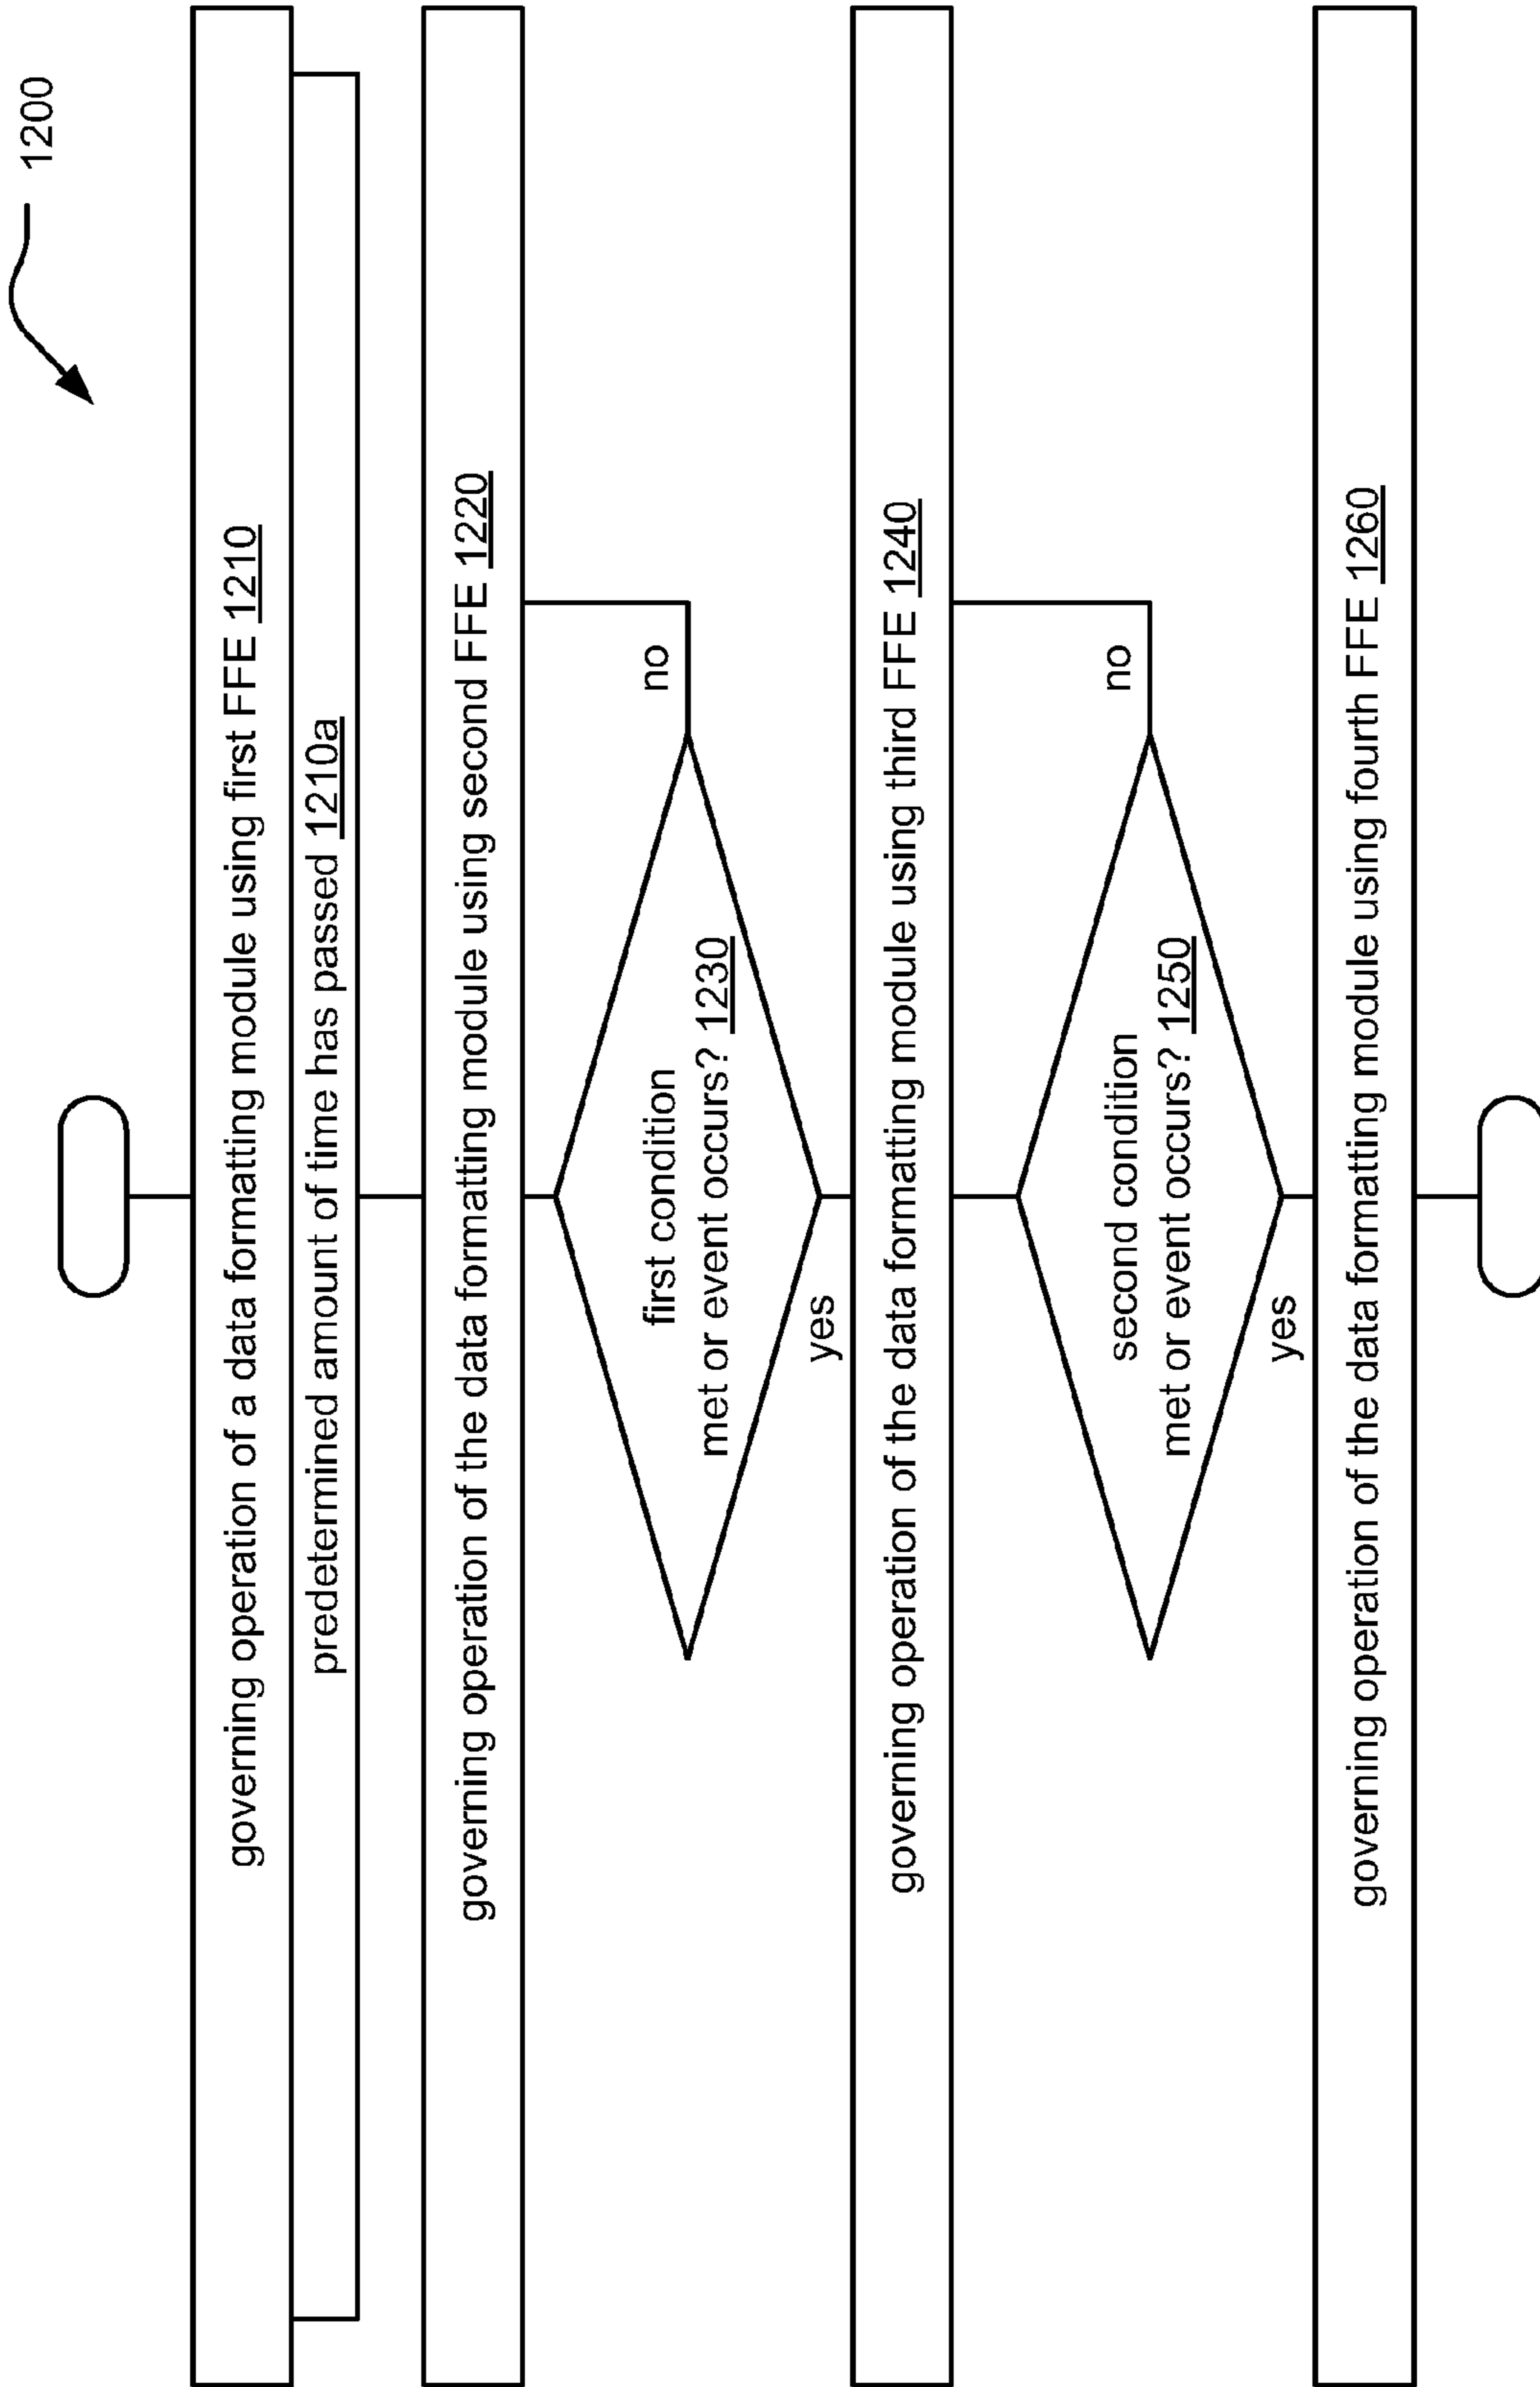 1200
governing operation of a data formatting module using first FFE 1210
predetermined amount of time has passed 1210a
governing operation of the data formatting module using second FFE 1220
first condition
met or event occurs? 1230
no
yes
governing operation of the data formatting module using third FFE 1240
second condition
met or event occurs? 1250
no
yes
governing operation of the data formatting module using fourth FFE 1260